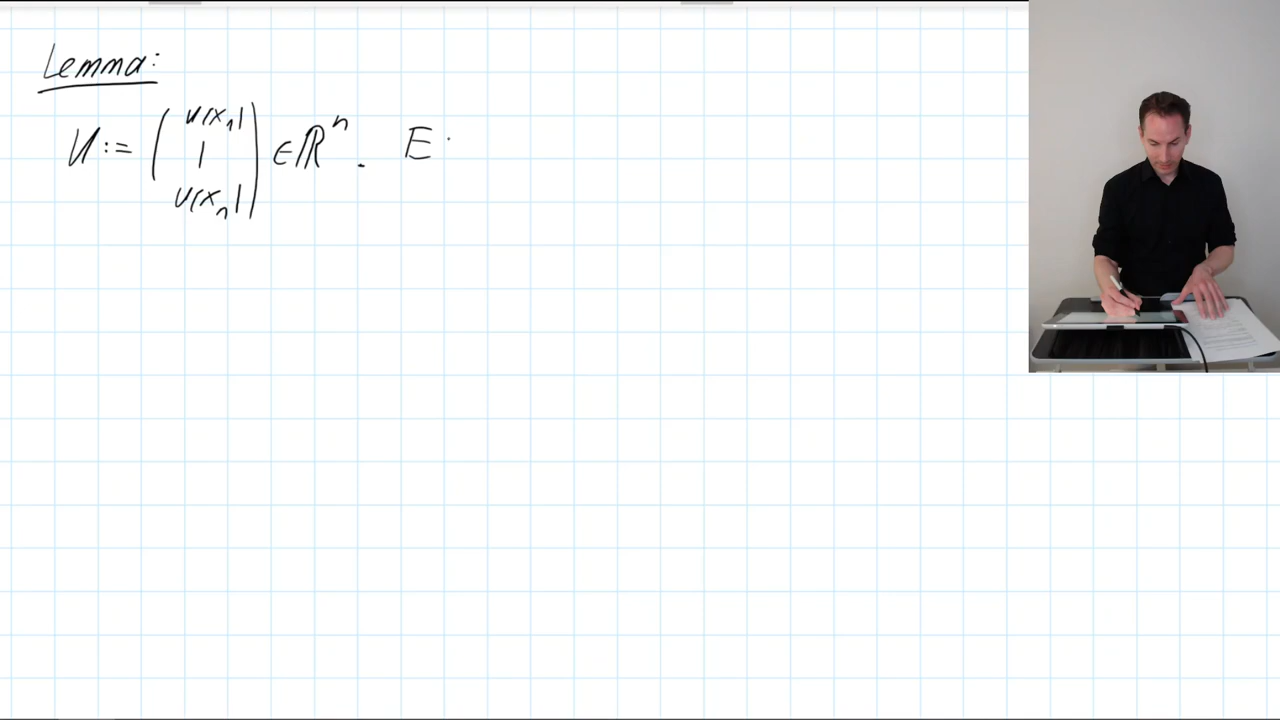 Lemma:
U := ( u(x₁) | u(xₙ) ) ∈ ℝⁿ. E